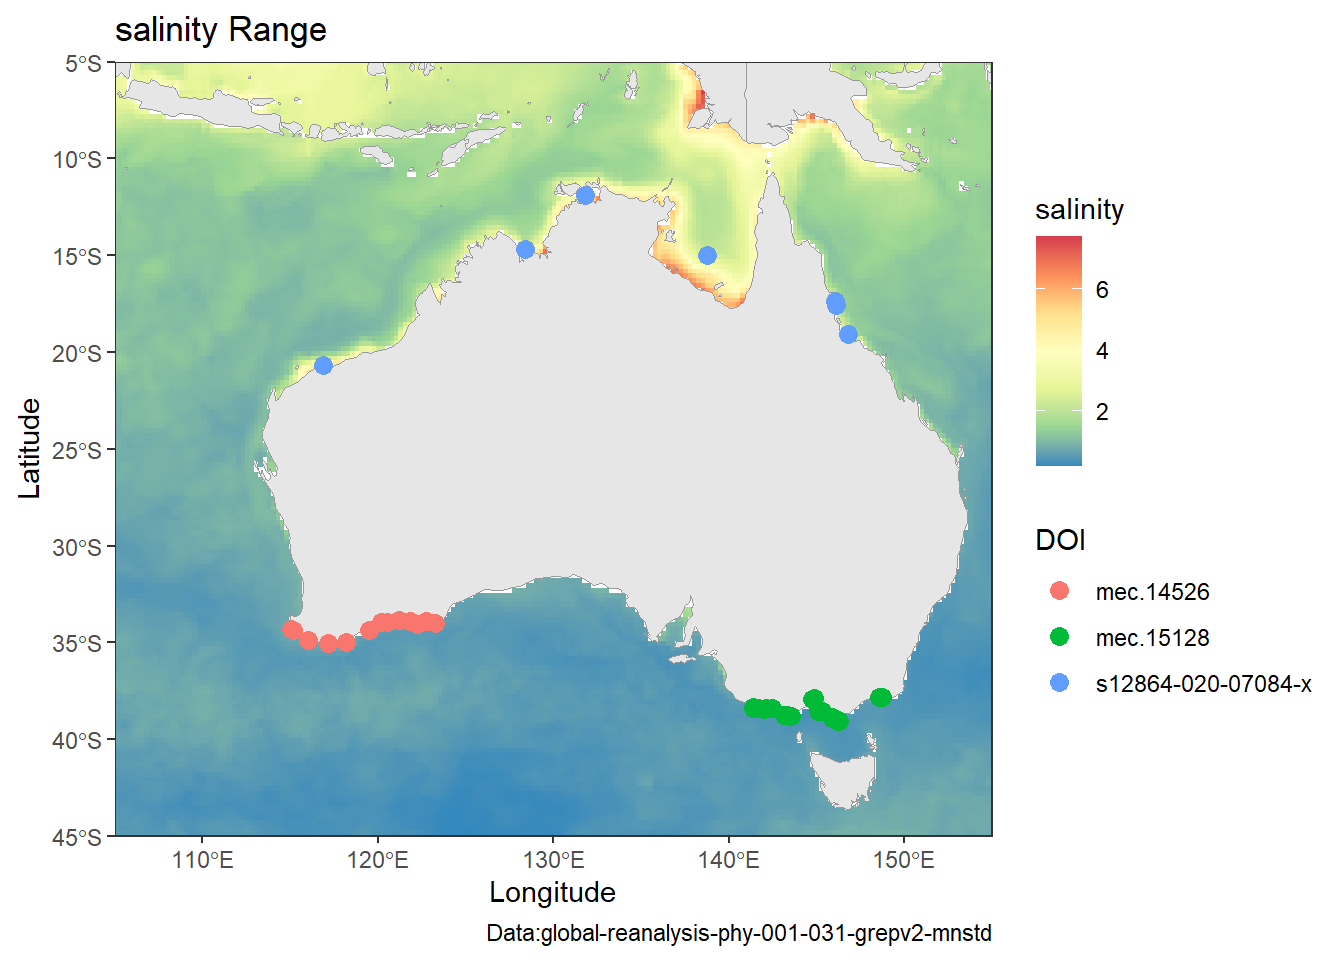 salinity Range
5°S
10°S
15°S
20°S
25°S
30°S
35°S
40°S
45°S
Latitude
110°E
120°E
130°E
140°E
150°E
Longitude
Data:global-reanalysis-phy-001-031-grepv2-mnstd
salinity
6
4
2
DOI
mec.14526
mec.15128
s12864-020-07084-x